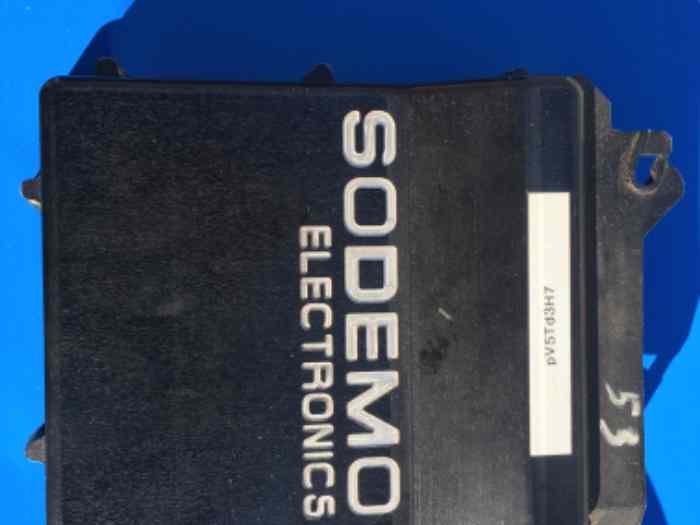 SODEMO
ELECTRONICS
pV5Td3H7
53